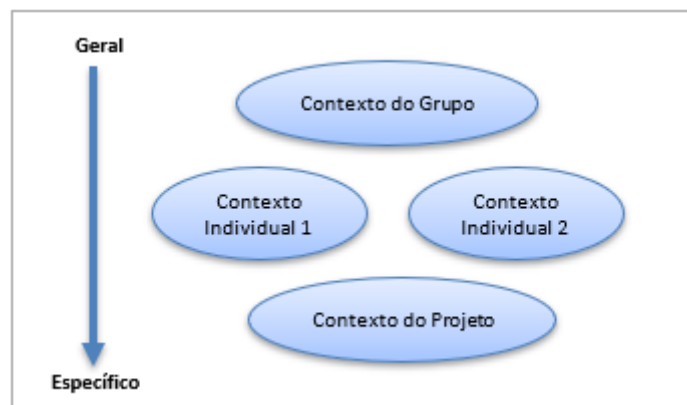 Geral
Contexto do Grupo
Contexto
Individual 1
Contexto
Individual 2
Contexto do Projeto
Específico